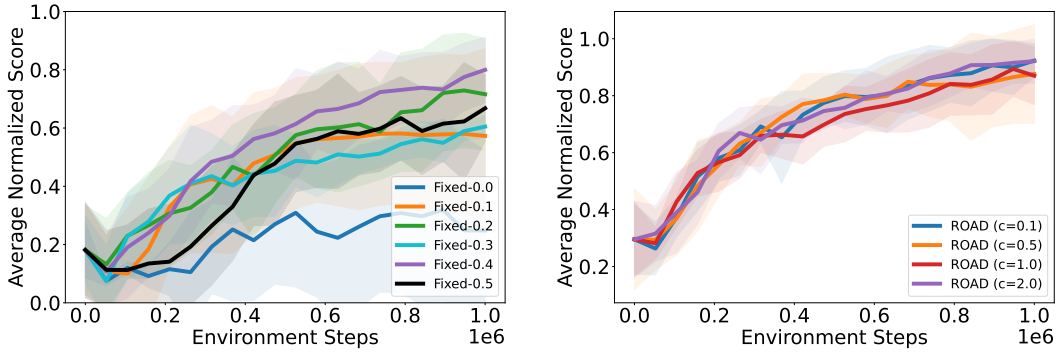 Average Normalized Score
1.0
0.8
0.6
0.4
0.2
0.0
Fixed-0.0
Fixed-0.1
Fixed-0.2
Fixed-0.3
Fixed-0.4
Fixed-0.5
0.0 0.2 0.4 0.6 0.8 1.0
Environment Steps
1e6
Average Normalized Score
1.0
0.8
0.6
0.4
0.2
ROAD (c=0.1)
ROAD (c=0.5)
ROAD (c=1.0)
ROAD (c=2.0)
0.0 0.2 0.4 0.6 0.8 1.0
Environment Steps
1e6